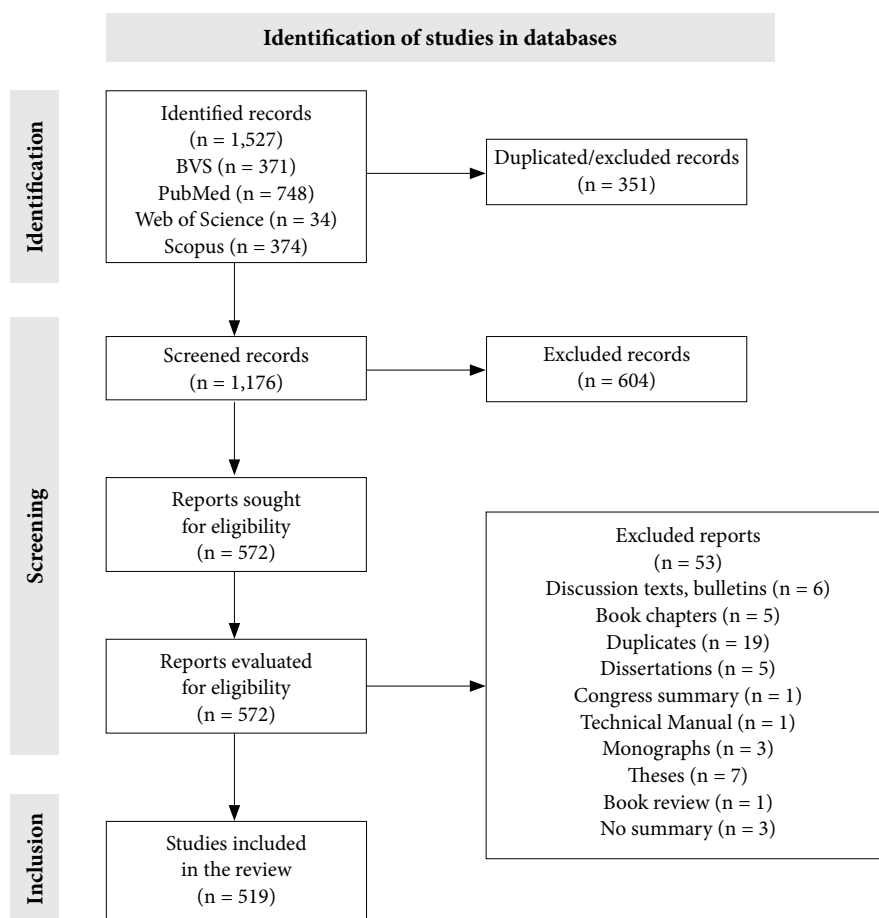 Identification of studies in databases
Identification
Identified records
(n = 1,527)
BVS (n = 371)
PubMed (n = 748)
Web of Science (n = 34)
Scopus (n = 374)
Duplicated/excluded records
(n = 351)
Screening
Screened records
(n = 1,176)
Excluded records
(n = 604)
Reports sought
for eligibility
(n = 572)
Reports evaluated
for eligibility
(n = 572)
Excluded reports
(n = 53)
Discussion texts, bulletins (n = 6)
Book chapters (n = 5)
Duplicates (n = 19)
Dissertations (n = 5)
Congress summary (n = 1)
Technical Manual (n = 1)
Monographs (n = 3)
Theses (n = 7)
Book review (n = 1)
No summary (n = 3)
Inclusion
Studies included
in the review
(n = 519)